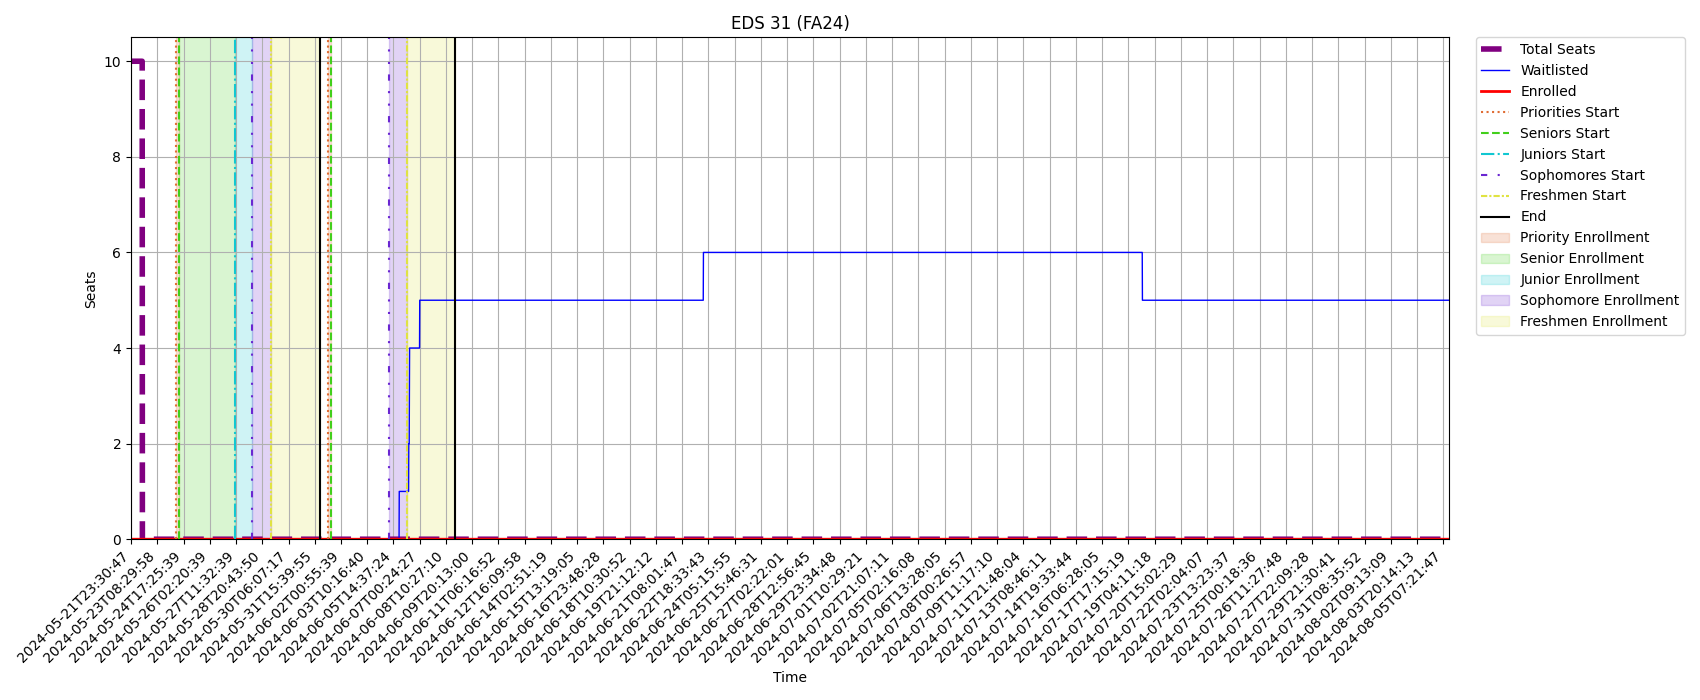 EDS 31 (FA24)
Total Seats
Waitlisted
Enrolled
Priorities Start
Seniors Start
Juniors Start
Sophomores Start
Freshmen Start
End
Priority Enrollment
Senior Enrollment
Junior Enrollment
Sophomore Enrollment
Freshmen Enrollment
Seats
10
8
6
4
2
0
2024-05-21T23:30:47
2024-05-23T08:29:58
2024-05-24T17:25:39
2024-05-26T02:20:39
2024-05-27T11:32:39
2024-05-28T20:43:50
2024-05-30T06:07:17
2024-05-31T15:39:55
2024-06-02T00:55:39
2024-06-03T10:16:40
2024-06-05T14:37:24
2024-06-07T00:24:27
2024-06-08T10:27:10
2024-06-09T20:13:00
2024-06-11T06:16:52
2024-06-12T16:09:58
2024-06-14T02:51:19
2024-06-15T13:19:05
2024-06-16T23:48:28
2024-06-18T10:30:52
2024-06-19T21:12:12
2024-06-21T08:01:47
2024-06-22T18:33:43
2024-06-24T05:15:55
2024-06-25T15:46:31
2024-06-27T02:22:01
2024-06-28T12:56:45
2024-06-29T23:34:48
2024-07-01T10:29:21
2024-07-02T21:07:11
2024-07-05T02:16:08
2024-07-06T13:28:05
2024-07-08T00:26:57
2024-07-09T11:17:10
2024-07-11T21:48:04
2024-07-13T08:46:11
2024-07-14T19:33:44
2024-07-16T06:28:05
2024-07-17T17:15:19
2024-07-19T04:11:18
2024-07-20T15:02:29
2024-07-22T02:04:07
2024-07-23T13:23:37
2024-07-25T00:18:36
2024-07-26T11:27:48
2024-07-27T22:09:28
2024-07-29T21:30:41
2024-07-31T08:35:52
2024-08-02T09:13:09
2024-08-03T20:14:13
2024-08-05T07:21:47
Time